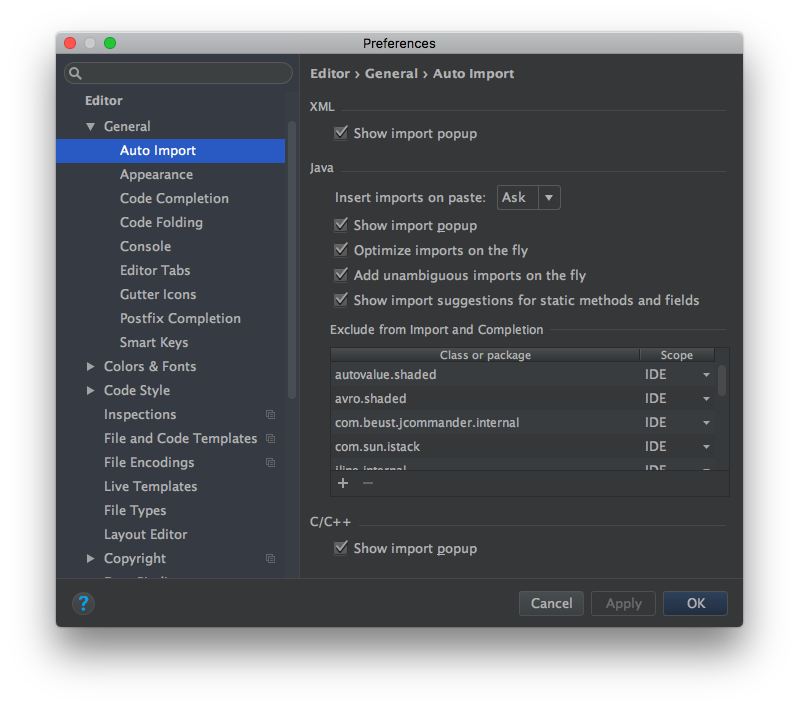 Preferences
Editor
General
Auto Import
Appearance
Code Completion
Code Folding
Console
Editor Tabs
Gutter Icons
Postfix Completion
Smart Keys
Colors & Fonts
Code Style
Inspections
File and Code Templates
File Encodings
Live Templates
File Types
Layout Editor
Copyright
Editor › General › Auto Import
XML
Show import popup
Java
Insert imports on paste: Ask
Show import popup
Optimize imports on the fly
Add unambiguous imports on the fly
Show import suggestions for static methods and fields
Exclude from Import and Completion
Class or package Scope
autovalue.shaded IDE
avro.shaded IDE
com.beust.jcommander.internal IDE
com.sun.istack IDE
IDE
+ −
C/C++
Show import popup
? Cancel Apply OK